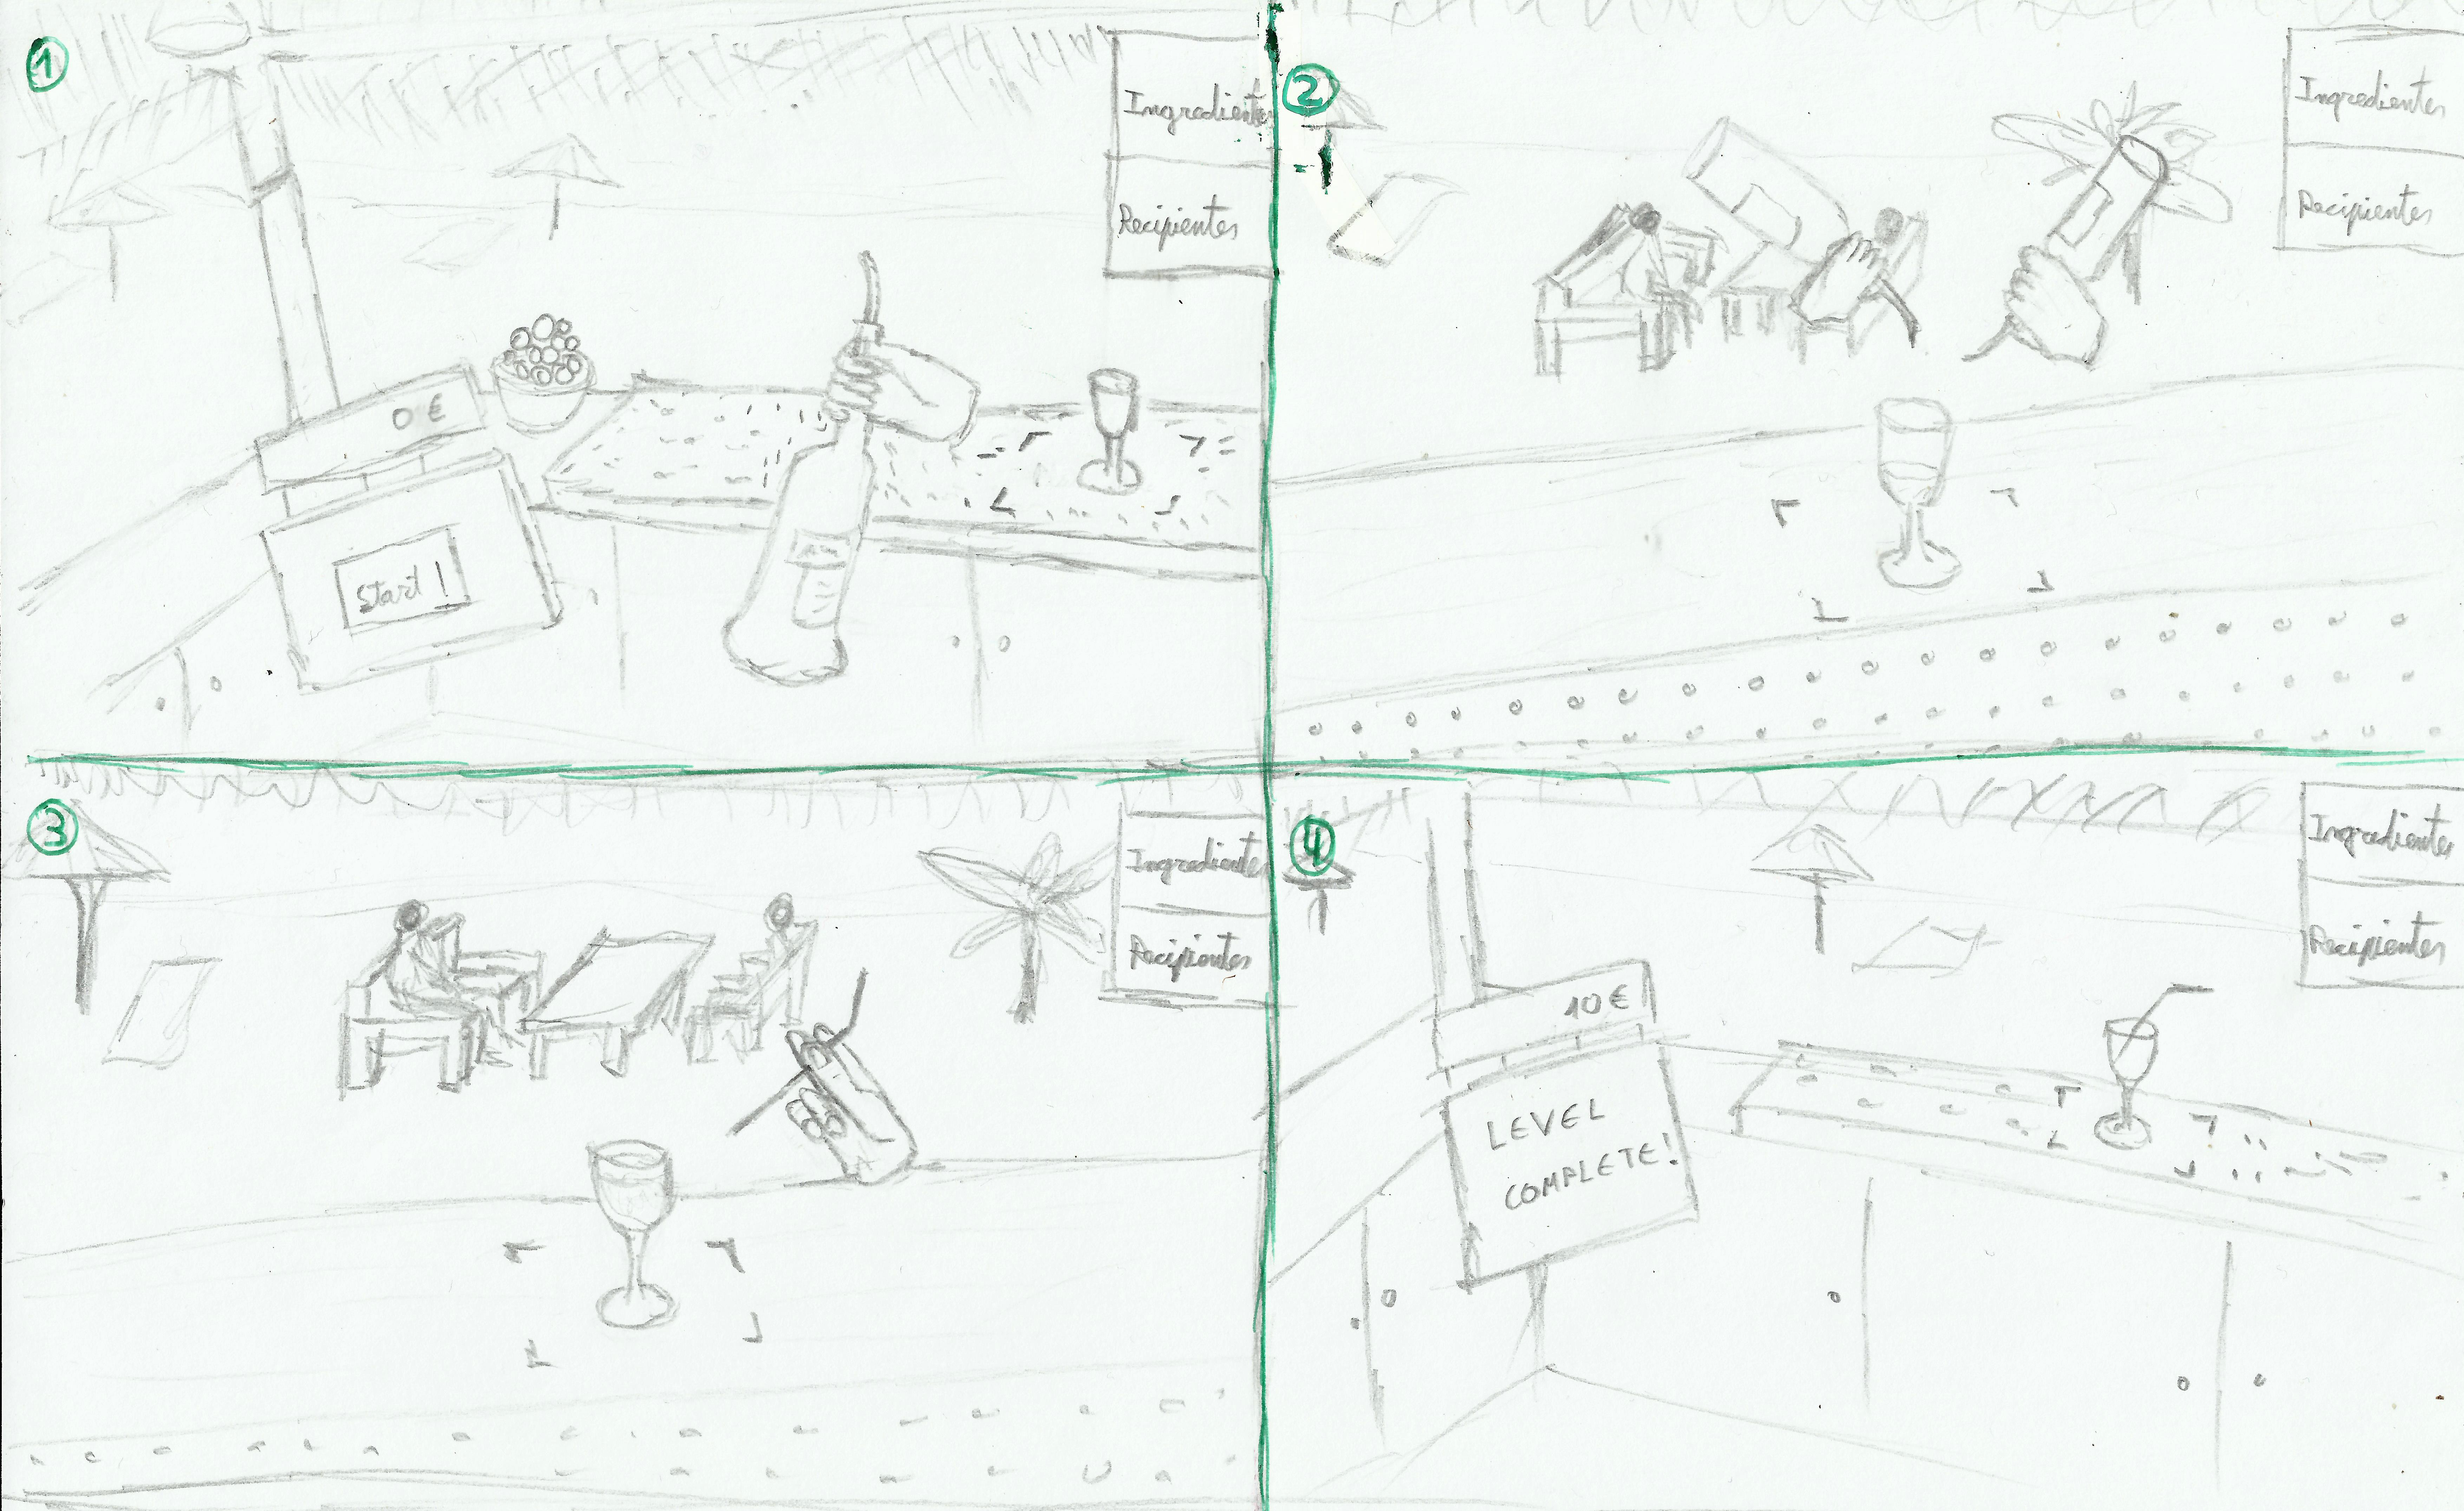 1
Ingredientes
Recipientes
0 €
Start !
2
Ingredientes
Recipientes
3
Ingredientes
Recipientes
4
Ingredientes
Recipientes
10 €
LEVEL
COMPLETE!